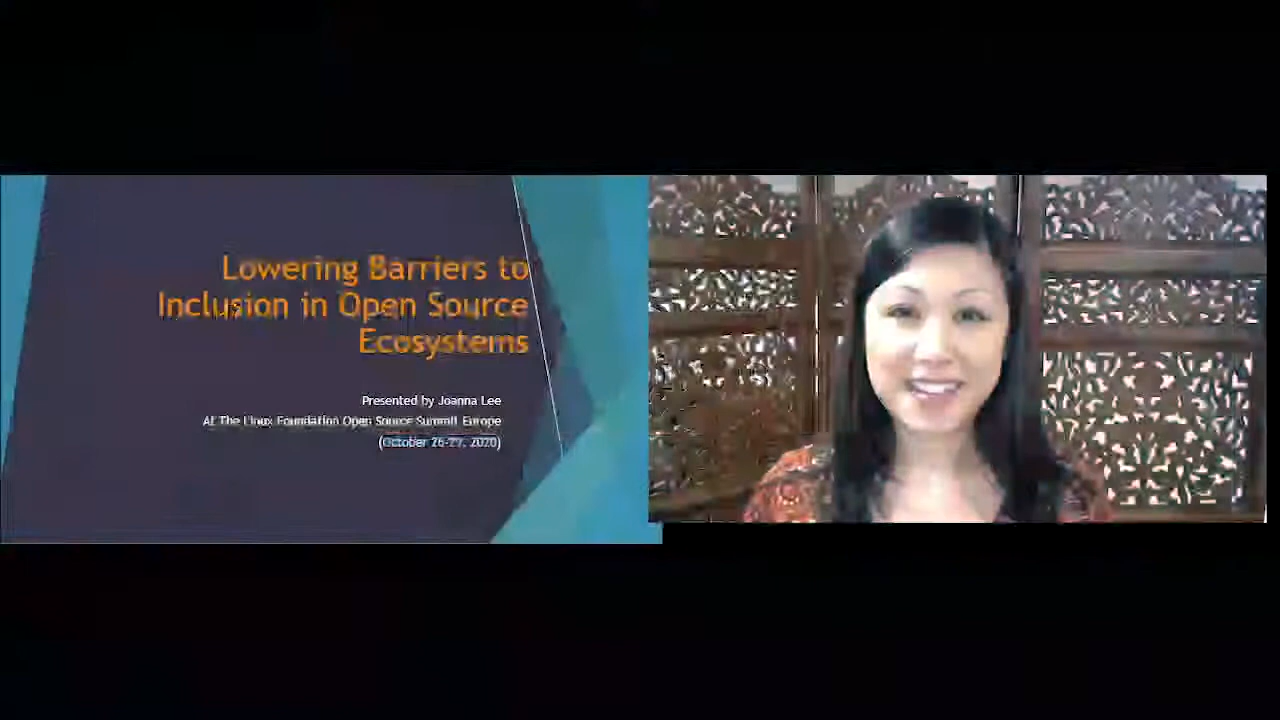 Lowering Barriers to
Inclusion in Open Source
Ecosystems
Presented by Joanna Lee
At The Linux Foundation Open Source Summit Europe
(October 26-29, 2020)